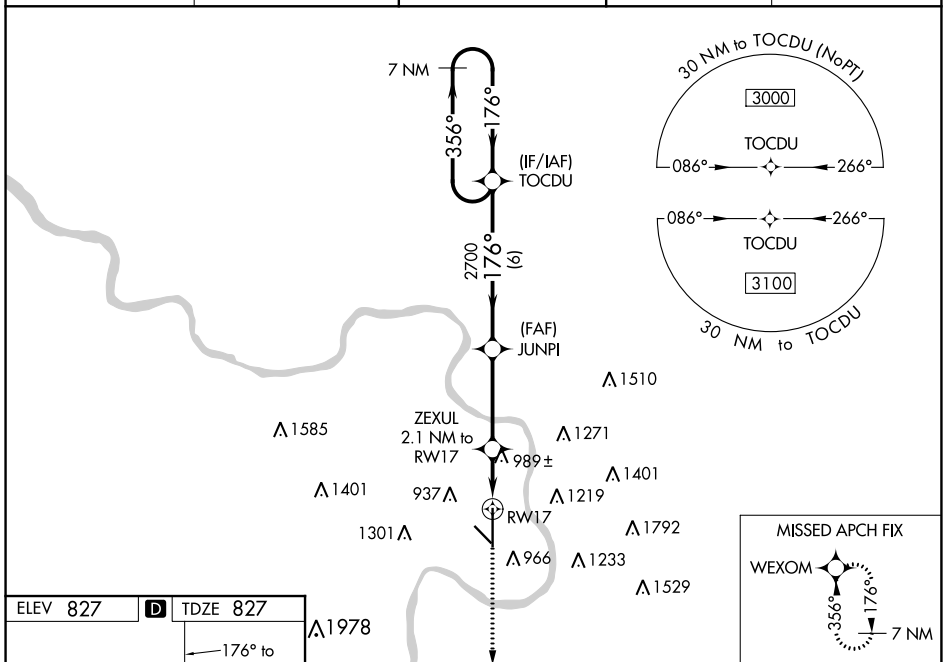 7 NM
356°
176°
(IF/IAF)
TOCDU
2700
176°
(6)
(FAF)
JUNPI
ZEXUL
2.1 NM to
RW17
RW17
30 NM to TOCDU (NoPT)
3000
TOCDU
086°
266°
086°
266°
TOCDU
3100
30 NM to TOCDU
1510
1585
1271
989±
1401
1401
937
1219
1301
1792
966
1233
1529
1978
MISSED APCH FIX
WEXOM
356°
176°
7 NM
ELEV 827 D TDZE 827
176° to